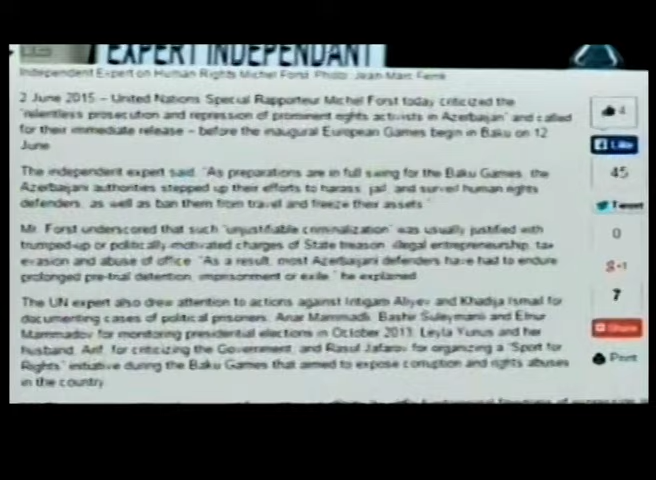 EXPERT INDEPENDANT
Independent Expert on Human Rights Michel Forst. Photo: Jean-Marc Ferré
2 June 2015 – United Nations Special Rapporteur Michel Forst today criticized the
"relentless prosecution and repression of prominent rights activists in Azerbaijan" and called
for their immediate release – before the inaugural European Games begin in Baku on 12
June.
The independent expert said, "As preparations are in full swing for the Baku Games, the
Azerbaijani authorities stepped up their efforts to harass, jail, and surveil human rights
defenders, as well as ban them from travel and freeze their assets."
Mr. Forst underscored that such "unjustifiable criminalization" was usually justified with
trumped-up or politically-motivated charges of State treason, illegal entrepreneurship, tax
evasion and abuse of office. "As a result, most Azerbaijani defenders have had to endure
prolonged pre-trial detention, imprisonment or exile," he explained.
The UN expert also drew attention to actions against Intigam Aliyev and Khadija Ismail for
documenting cases of political prisoners, Anar Mammadli, Bashir Suleymanli and Elnur
Mammadov for monitoring presidential elections in October 2013, Leyla Yunus and her
husband, Arif, for criticizing the Government, and Rasul Jafarov for organizing a "Sport for
Rights" initiative during the Baku Games that aimed to expose corruption and rights abuses
in the country.
4
Like
45
Tweet
0
g+1
7
Share
Print